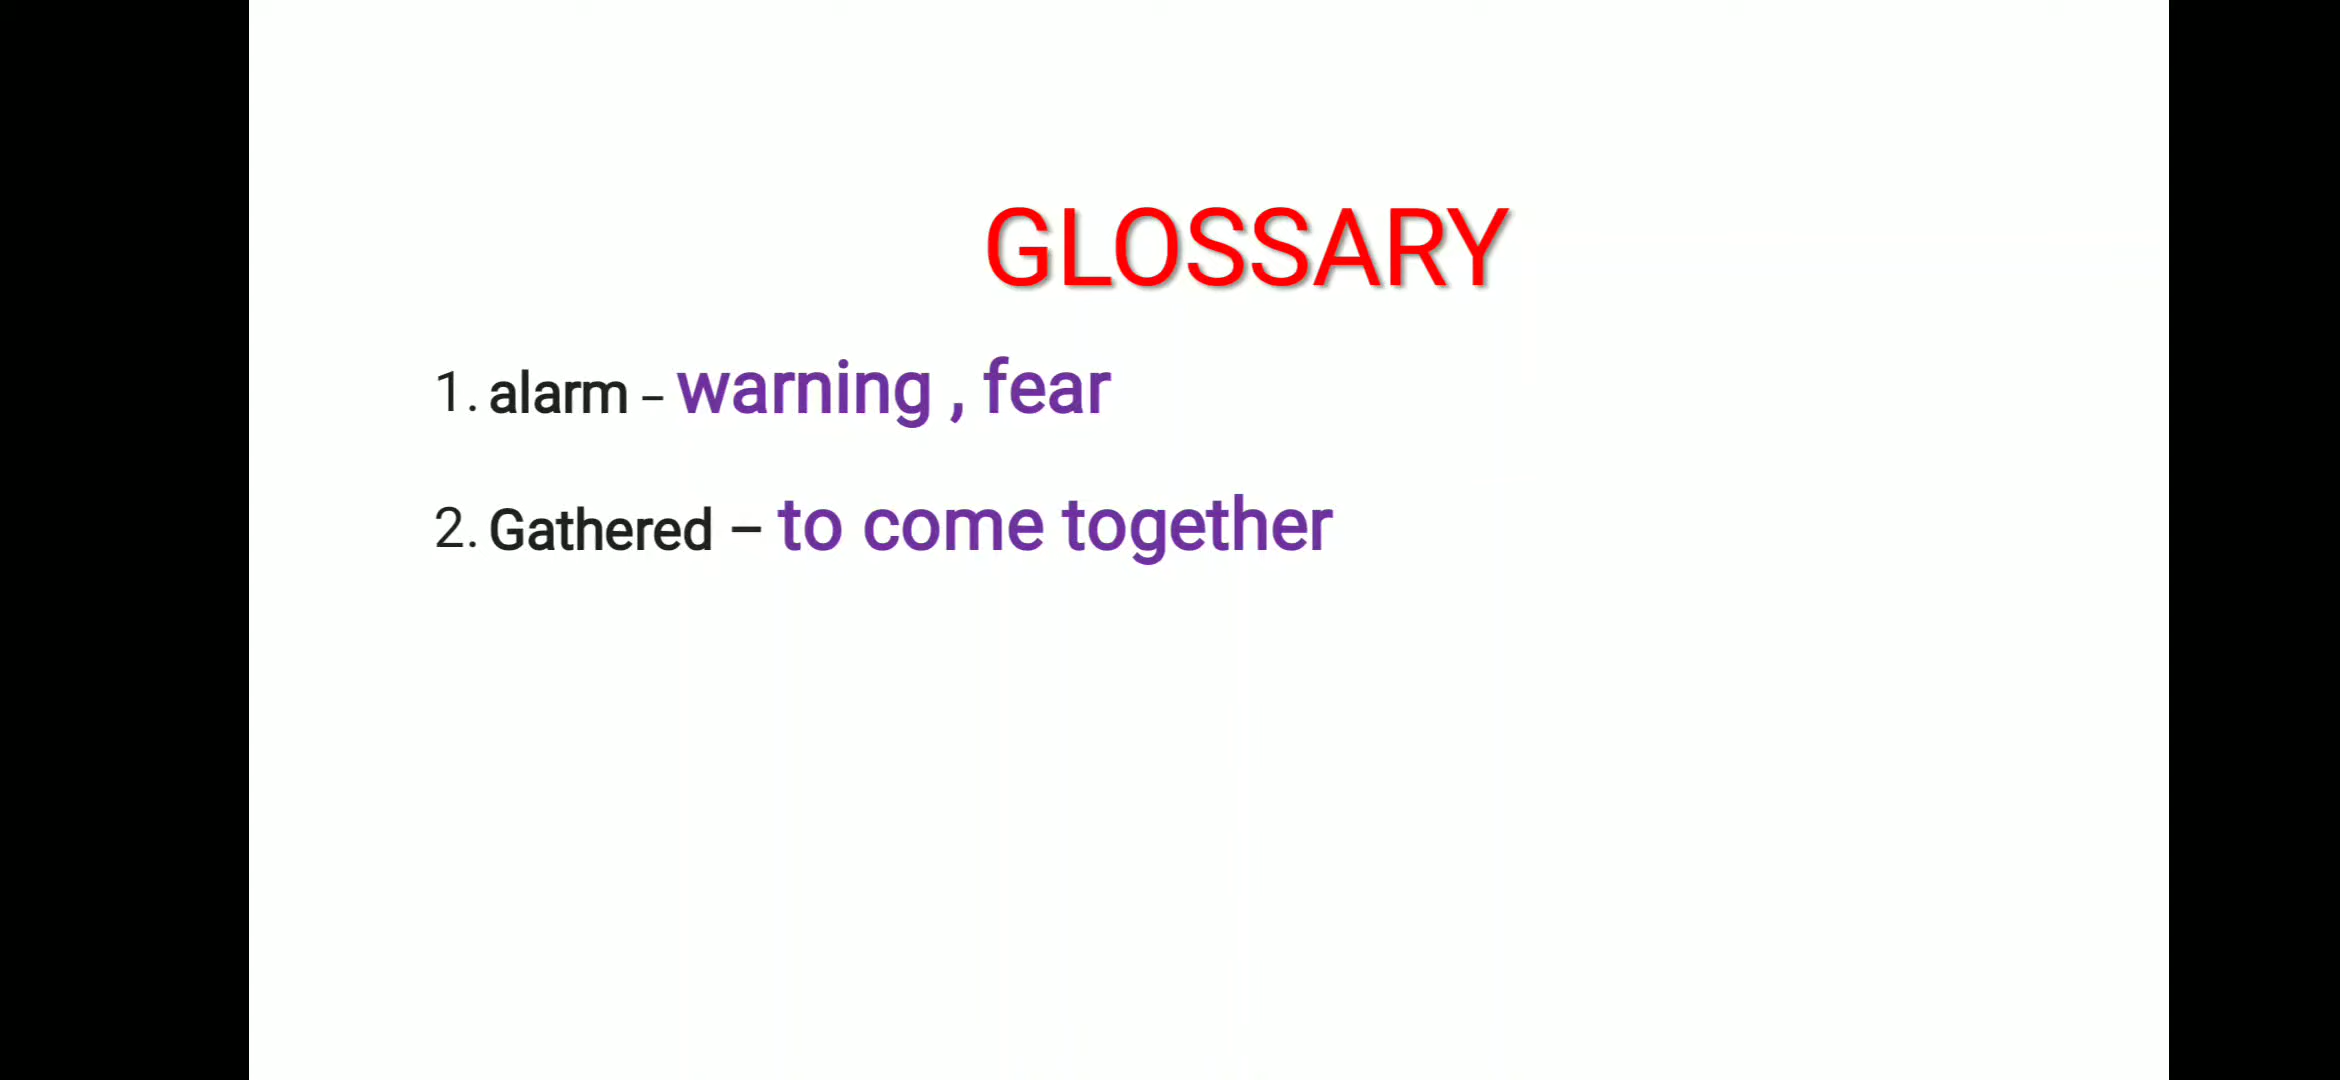 GLOSSARY
1. alarm – warning , fear
2. Gathered – to come together